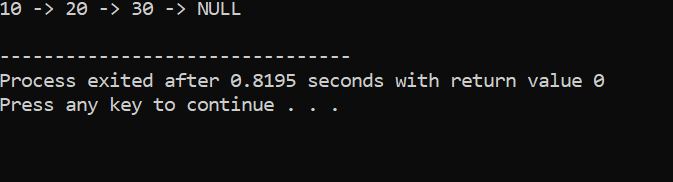 10 -> 20 -> 30 -> NULL
--------------------------------
Process exited after 0.8195 seconds with return value 0
Press any key to continue . . .